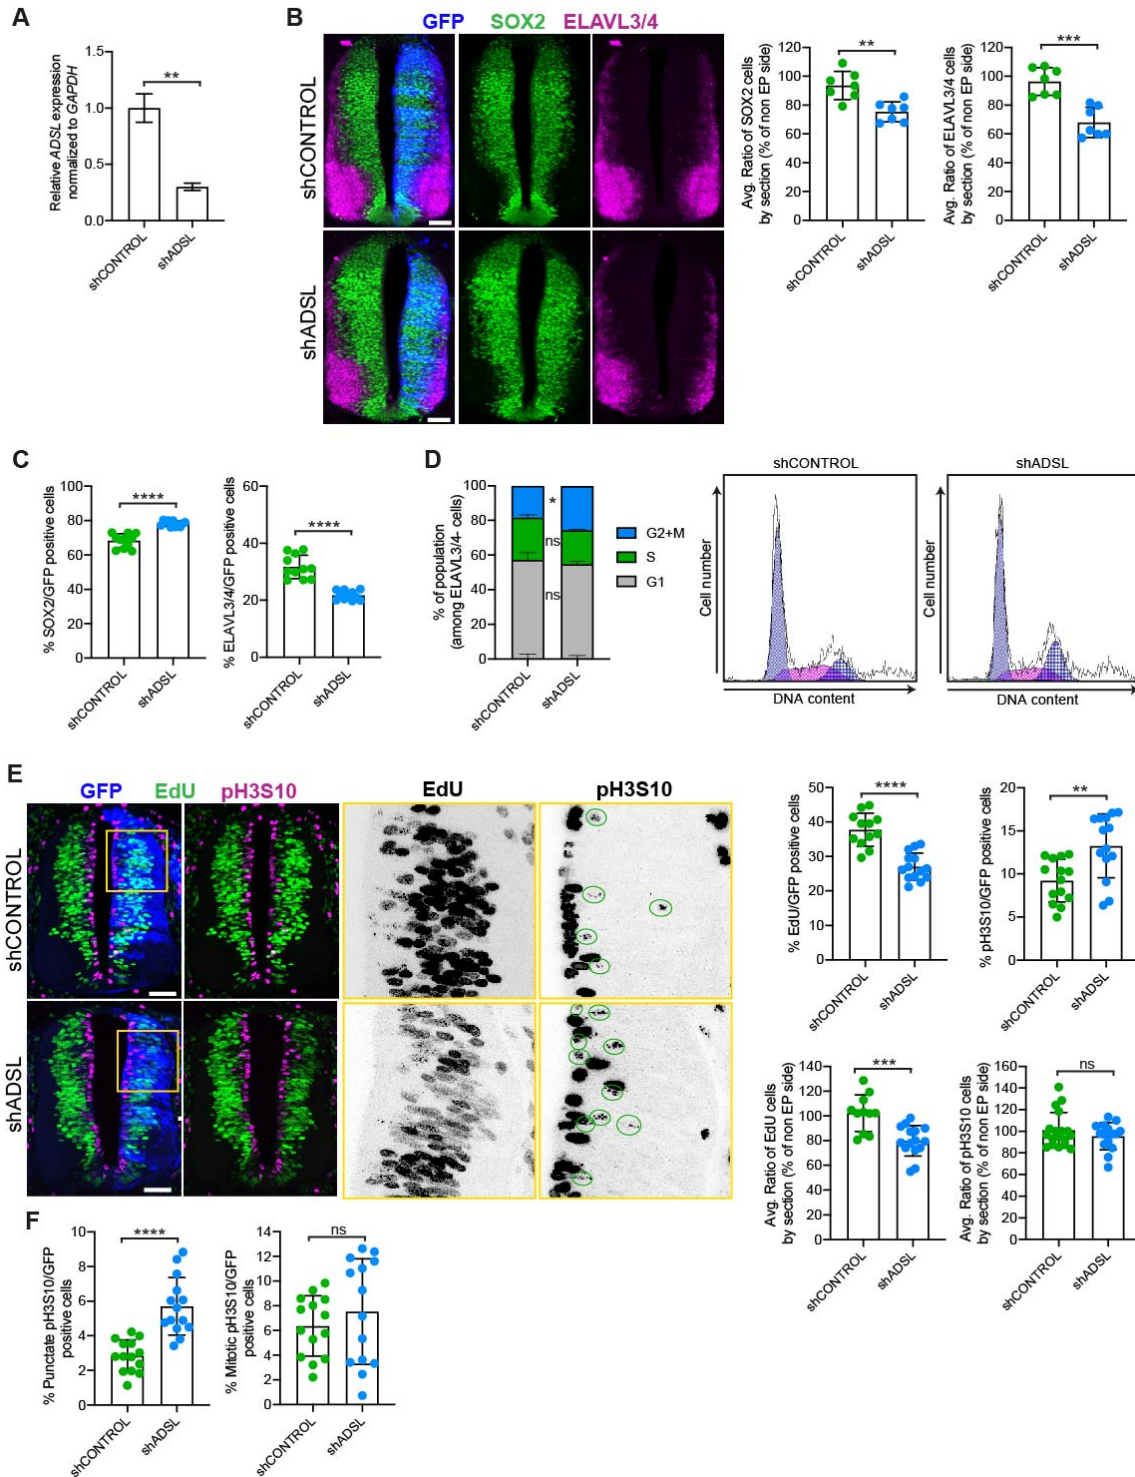 A
Relative ADSL expression
normalized to GAPDH
1.5
1.0
0.5
0.0
**
shCONTROL
shADSL
B
GFP SOX2 ELAVL3/4
shCONTROL
shADSL
Avg. Ratio of SOX2 cells
by section (% of non EP side)
120
100
80
60
40
20
0
**
shCONTROL
shADSL
Avg. Ratio of ELAVL3/4 cells
by section (% of non EP side)
120
100
80
60
40
20
0
***
shCONTROL
shADSL
C
% SOX2/GFP positive cells
100
80
60
40
20
0
****
shCONTROL
shADSL
% ELAVL3/4/GFP positive cells
60
40
20
0
****
shCONTROL
shADSL
D
% of population
(among ELAVL3/4- cells)
100
80
60
40
20
0
*
ns
ns
shCONTROL
shADSL
G2+M
S
G1
shCONTROL
Cell number
DNA content
shADSL
Cell number
DNA content
E
GFP EdU pH3S10
EdU
pH3S10
shCONTROL
shADSL
% EdU/GFP positive cells
50
40
30
20
10
0
****
shCONTROL
shADSL
% pH3S10/GFP positive cells
20
15
10
5
0
**
shCONTROL
shADSL
Avg. Ratio of EdU cells
by section (% of non EP side)
140
120
100
80
60
40
20
0
***
shCONTROL
shADSL
Avg. Ratio of pH3S10 cells
by section (% of non EP side)
160
140
120
100
80
60
40
20
0
ns
shCONTROL
shADSL
F
% Punctate pH3S10/GFP
positive cells
10
8
6
4
2
0
****
shCONTROL
shADSL
% Mitotic pH3S10/GFP
positive cells
14
12
10
8
6
4
2
0
ns
shCONTROL
shADSL